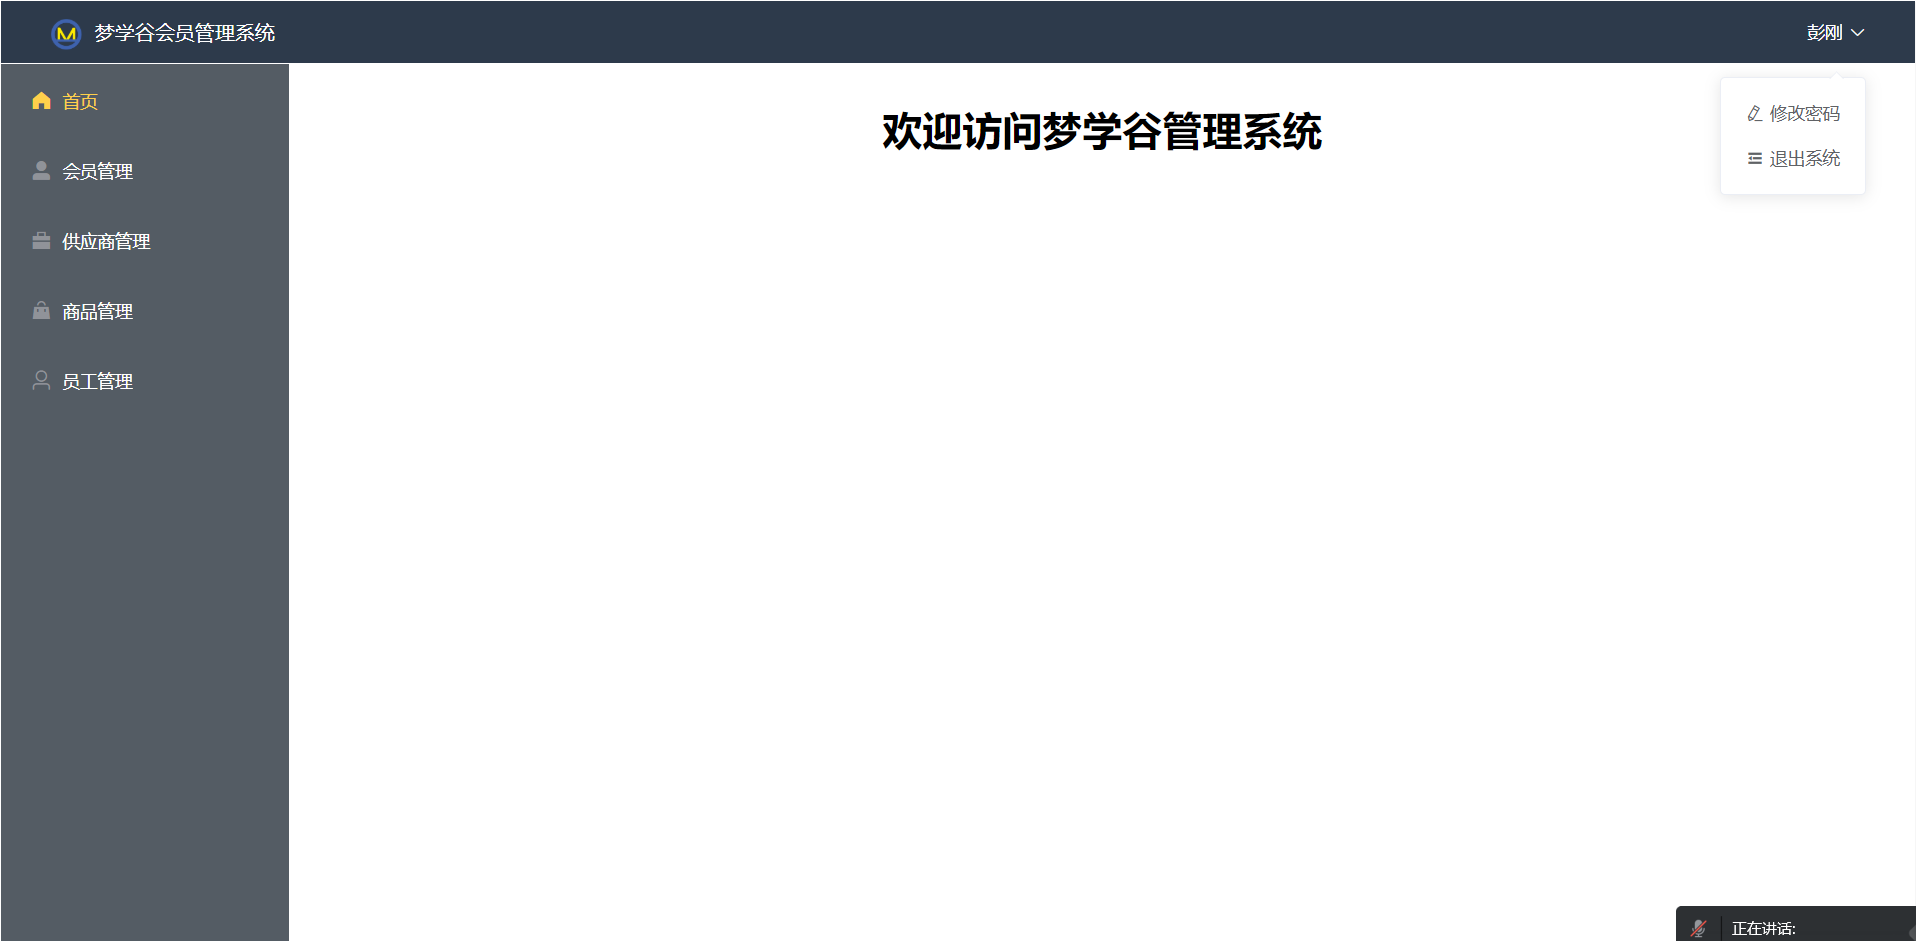 梦学谷会员管理系统
彭刚
首页
会员管理
供应商管理
商品管理
员工管理
欢迎访问梦学谷管理系统
修改密码
退出系统
正在讲话: